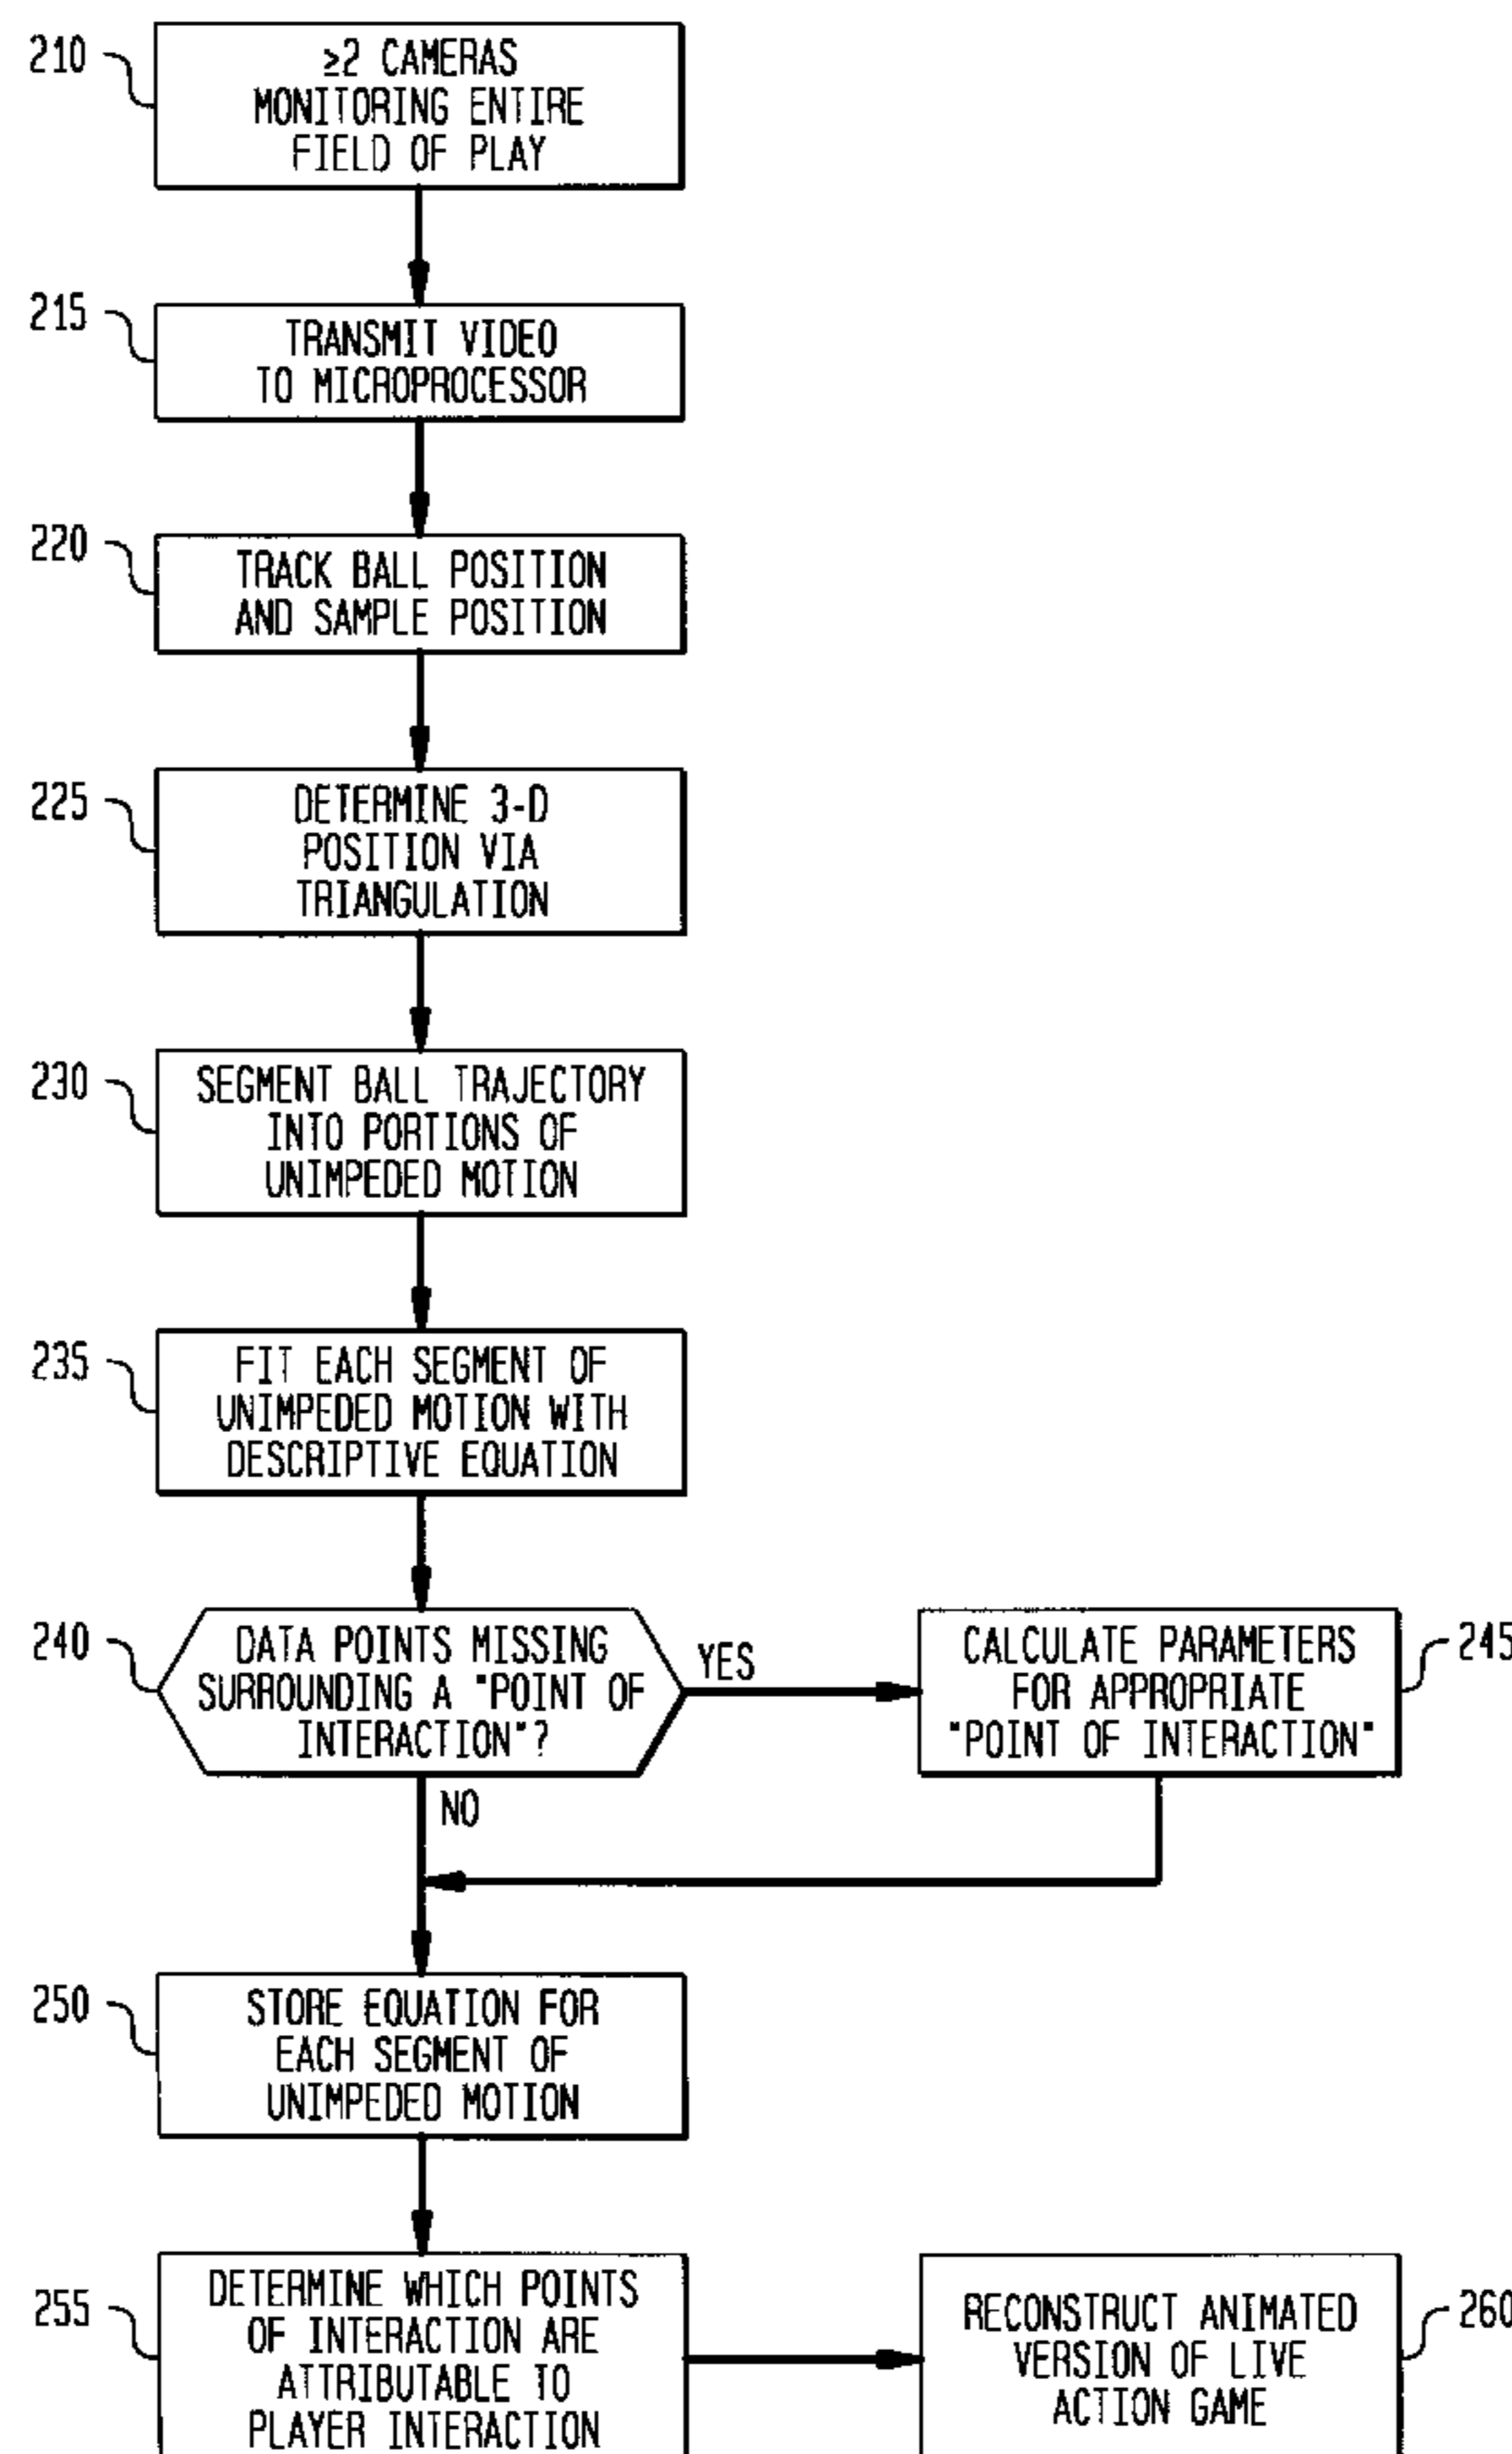 210
≥2 CAMERAS
MONITORING ENTIRE
FIELD OF PLAY
215
TRANSMIT VIDEO
TO MICROPROCESSOR
220
TRACK BALL POSITION
AND SAMPLE POSITION
225
DETERMINE 3-D
POSITION VIA
TRIANGULATION
230
SEGMENT BALL TRAJECTORY
INTO PORTIONS OF
UNIMPEDED MOTION
235
FIT EACH SEGMENT OF
UNIMPEDED MOTION WITH
DESCRIPTIVE EQUATION
240
DATA POINTS MISSING
SURROUNDING A "POINT OF
INTERACTION"?
YES
NO
CALCULATE PARAMETERS
FOR APPROPRIATE
"POINT OF INTERACTION"
245
250
STORE EQUATION FOR
EACH SEGMENT OF
UNIMPEDED MOTION
255
DETERMINE WHICH POINTS
OF INTERACTION ARE
ATTRIBUTABLE TO
PLAYER INTERACTION
RECONSTRUCT ANIMATED
VERSION OF LIVE
ACTION GAME
260